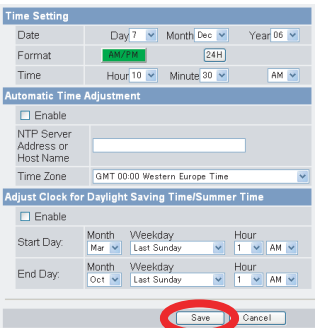 Time Setting
Date Day 7 Month Dec Year 06
Format AM/PM 24H
Time Hour 10 Minute 30 AM
Automatic Time Adjustment
Enable
NTP Server
Address or
Host Name
Time Zone GMT 00:00 Western Europe Time
Adjust Clock for Daylight Saving Time/Summer Time
Enable
Month Weekday Hour
Start Day: Mar Last Sunday 1 AM
Month Weekday Hour
End Day: Oct Last Sunday 1 AM
Save Cancel